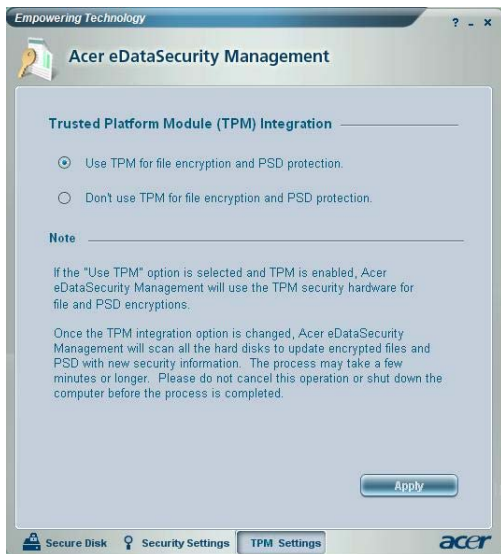 Empowering Technology
? - x
Acer eDataSecurity Management
Trusted Platform Module (TPM) Integration
Use TPM for file encryption and PSD protection.
Don't use TPM for file encryption and PSD protection.
Note
If the "Use TPM" option is selected and TPM is enabled, Acer
eDataSecurity Management will use the TPM security hardware for
file and PSD encryptions.
Once the TPM integration option is changed, Acer eDataSecurity
Management will scan all the hard disks to update encrypted files and
PSD with new security information. The process may take a few
minutes or longer. Please do not cancel this operation or shut down the
computer before the process is completed.
Apply
Secure Disk Security Settings TPM Settings acer